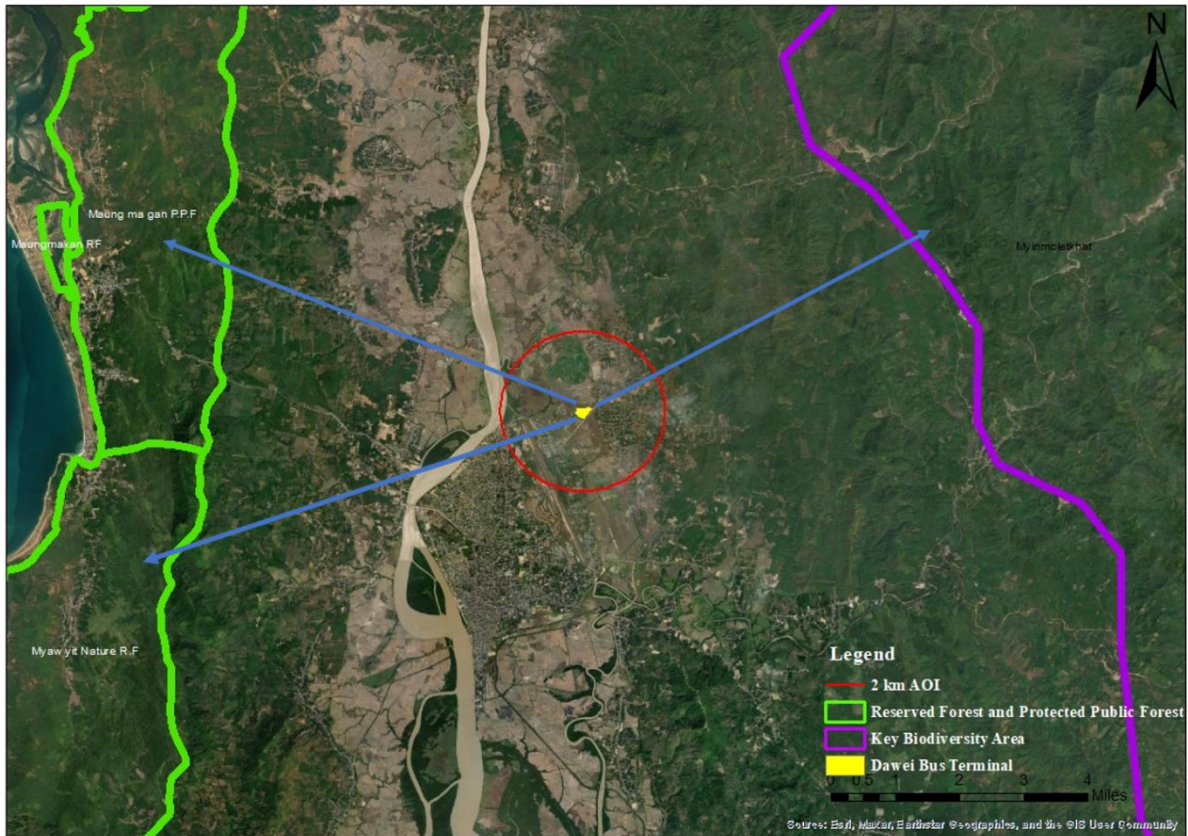 N
Maung ma gan P.P.F
Maungmakan RF
Myinmoletkhat
Myaw yit Nature R.F
Legend
2 km AOI
Reserved Forest and Protected Public Forest
Key Biodiversity Area
Dawei Bus Terminal
0 0.5 1 2 3 4
Miles
Source: Esri, Maxar, Earthstar Geographics, and the GIS User Community